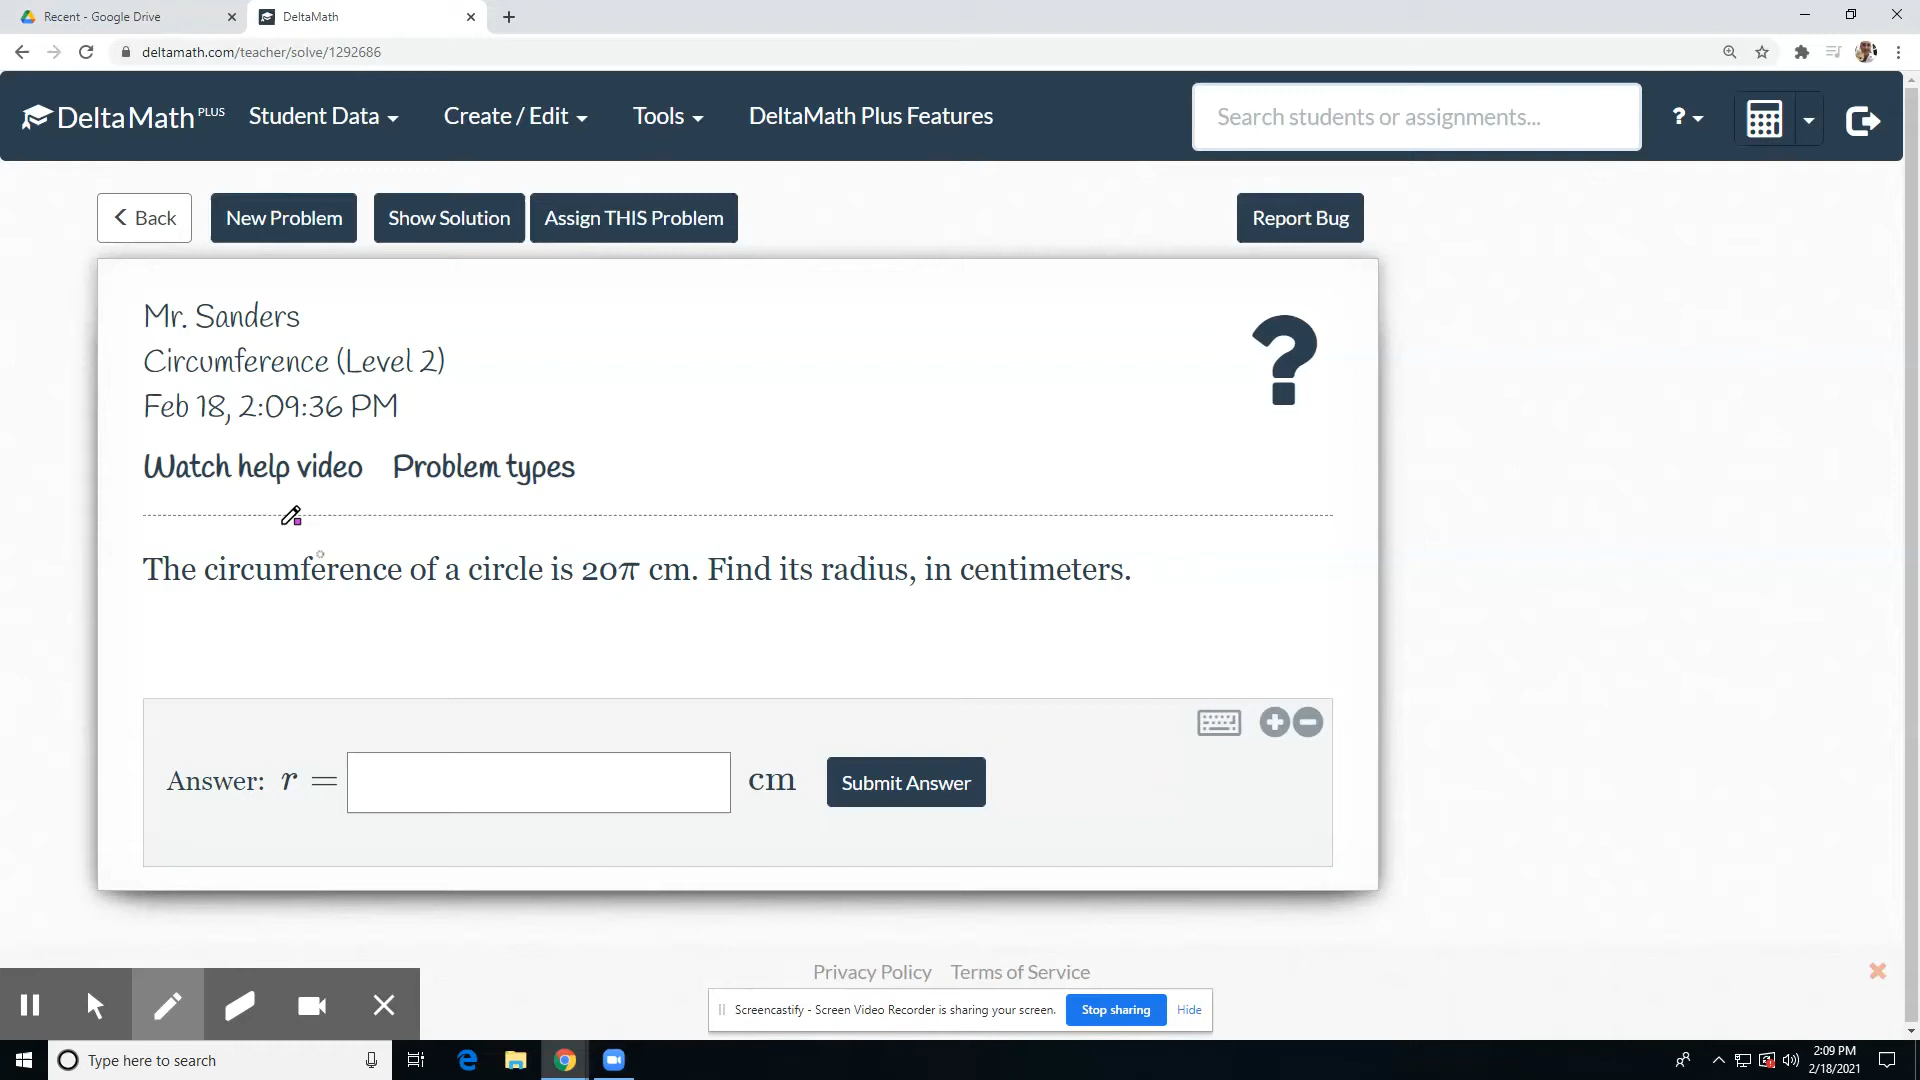 Recent - Google Drive
DeltaMath
deltamath.com/teacher/solve/1292686
DeltaMath PLUS Student Data Create / Edit Tools DeltaMath Plus Features Search students or assignments... ?
Back New Problem Show Solution Assign THIS Problem Report Bug
Mr. Sanders
Circumference (Level 2)
Feb 18, 2:09:36 PM
?
Watch help video Problem types
The circumference of a circle is 20π cm. Find its radius, in centimeters.
Answer: r = cm Submit Answer
Privacy Policy Terms of Service
Screencastify - Screen Video Recorder is sharing your screen. Stop sharing Hide
Type here to search
2:09 PM
2/18/2021